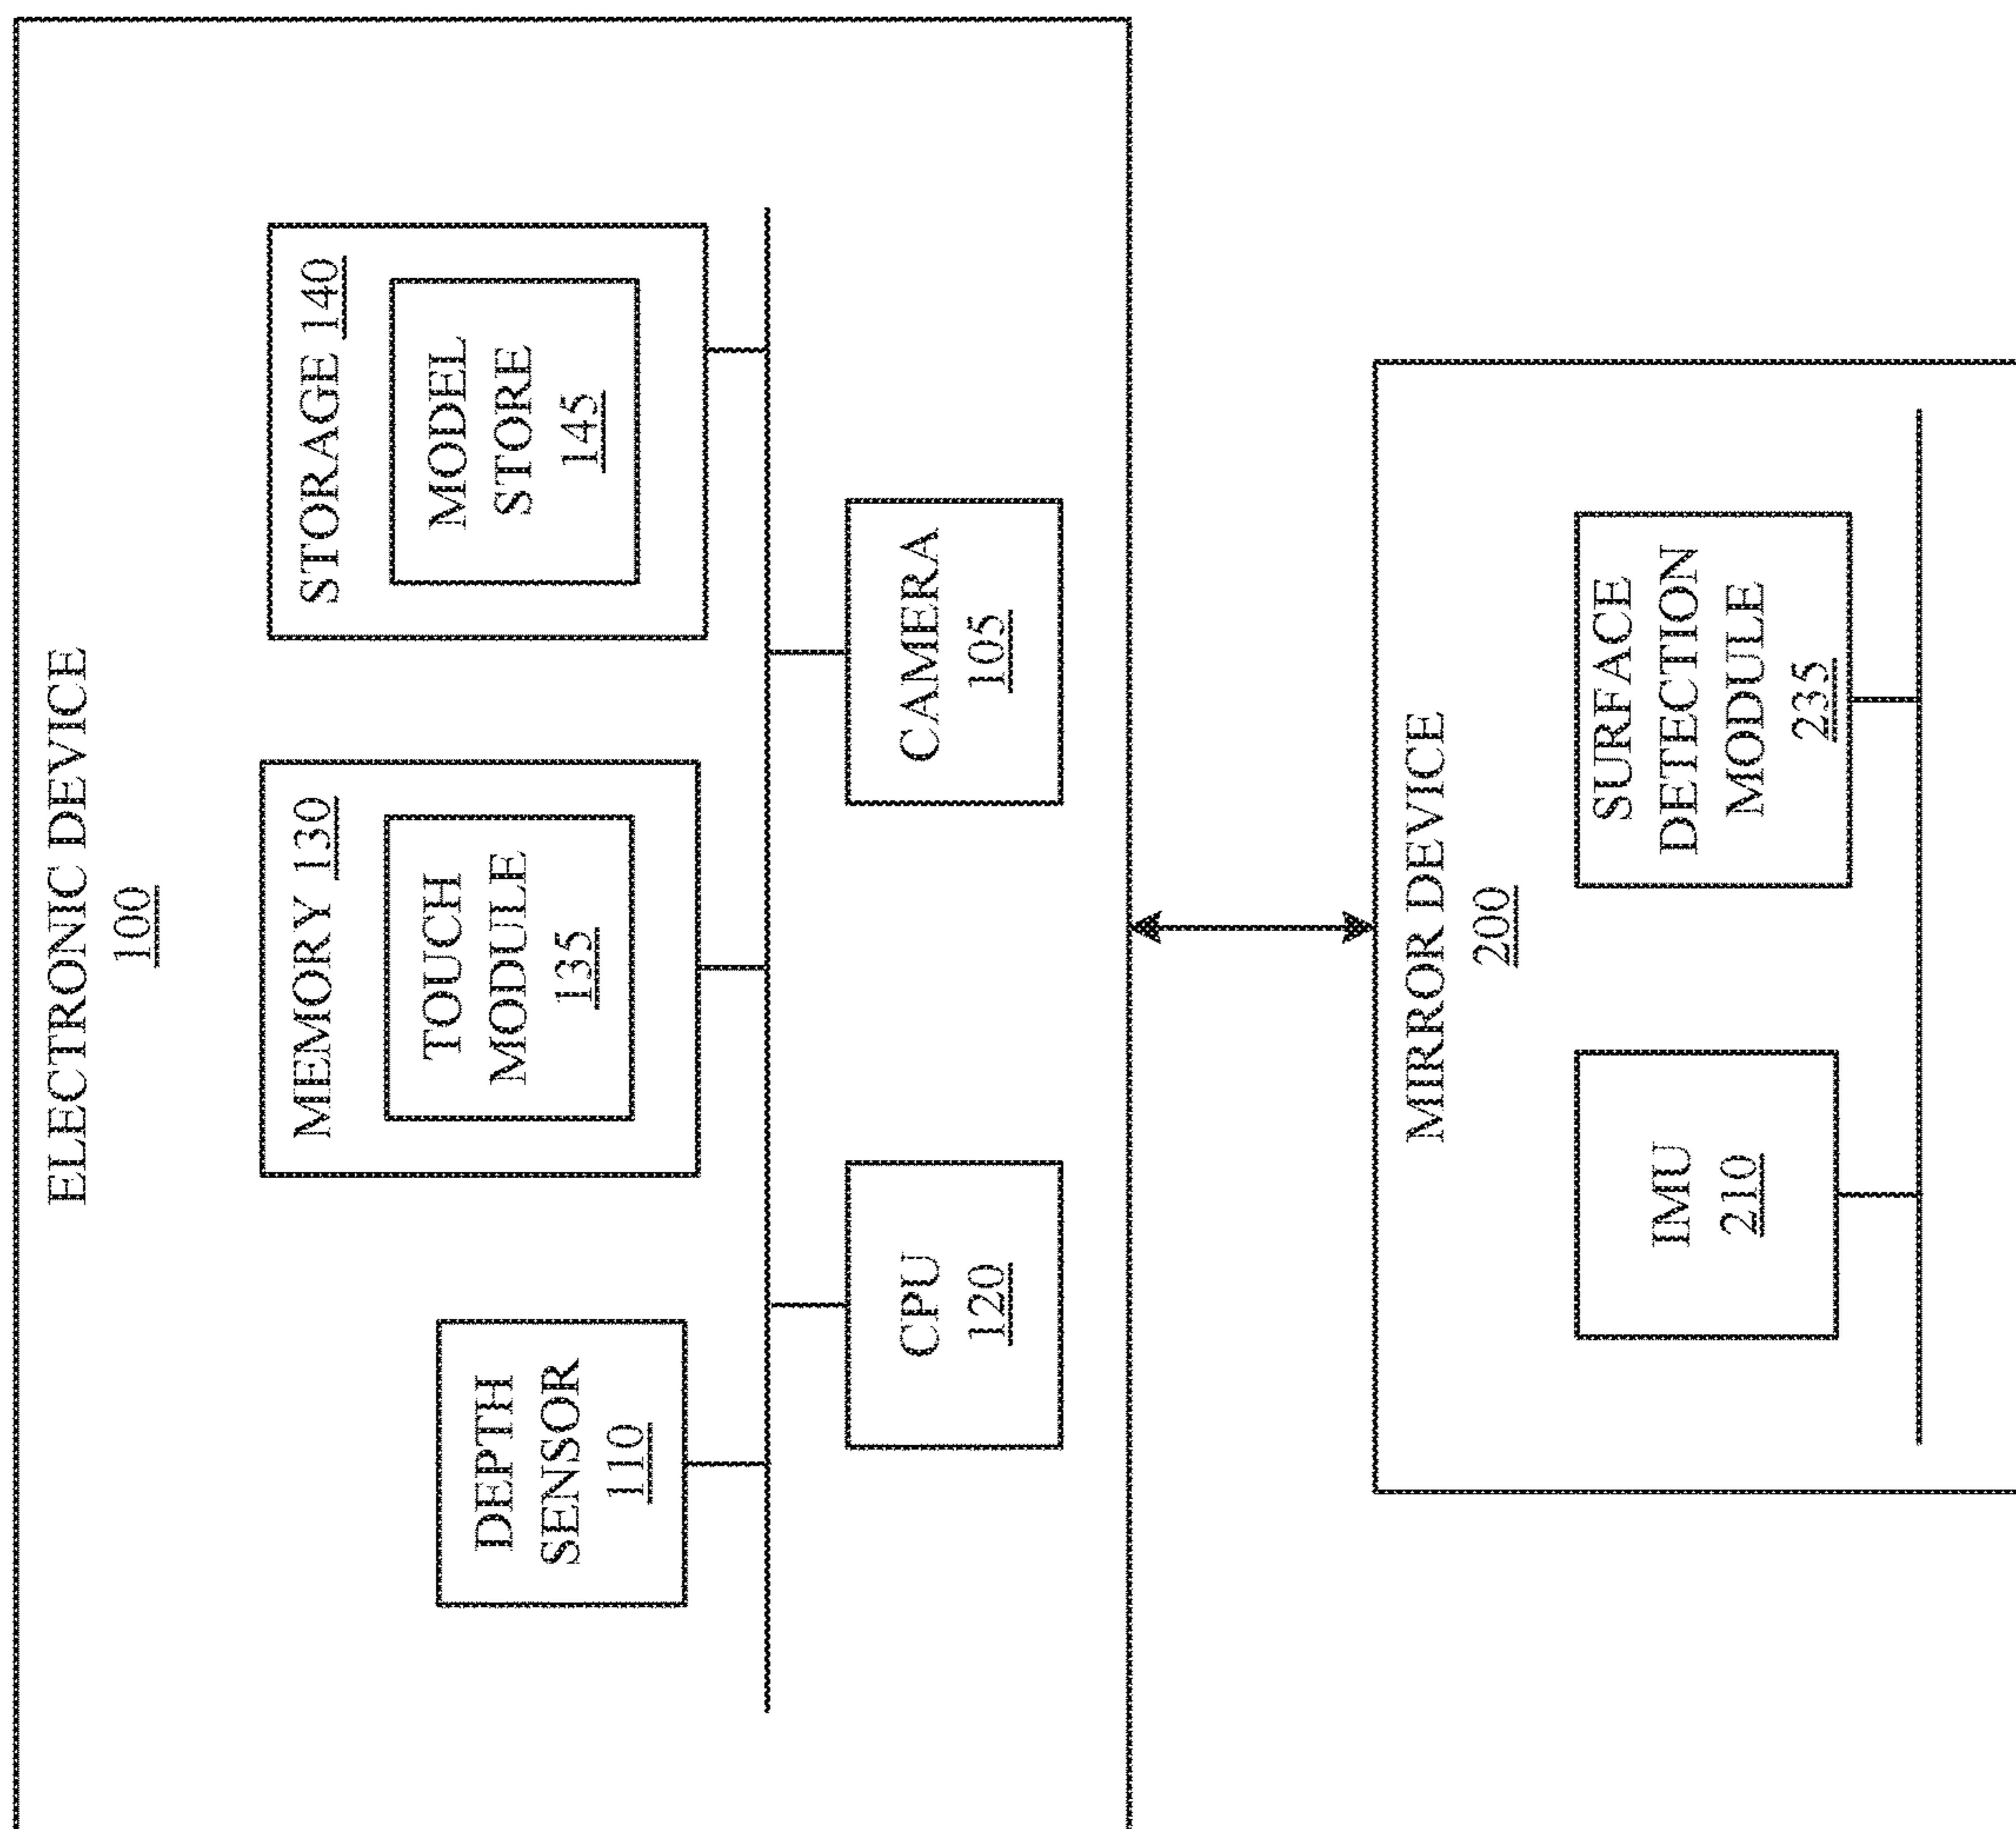 ELECTRONIC DEVICE
100
DEPTH
SENSOR
110
MEMORY 130
TOUCH
MODULE
135
STORAGE 140
MODEL
STORE
145
CPU
120
CAMERA
105
MIRROR DEVICE
200
IMU
210
SURFACE
DETECTION
MODULE
235